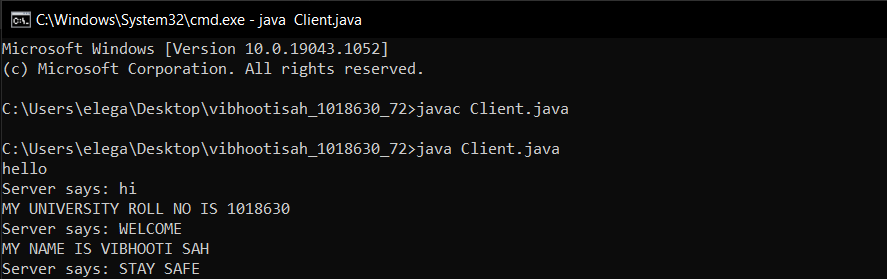 C:\Windows\System32\cmd.exe - java  Client.java
Microsoft Windows [Version 10.0.19043.1052]
(c) Microsoft Corporation. All rights reserved.
C:\Users\elega\Desktop\vibhootisah_1018630_72>javac Client.java
C:\Users\elega\Desktop\vibhootisah_1018630_72>java Client.java
hello
Server says: hi
MY UNIVERSITY ROLL NO IS 1018630
Server says: WELCOME
MY NAME IS VIBHOOTI SAH
Server says: STAY SAFE